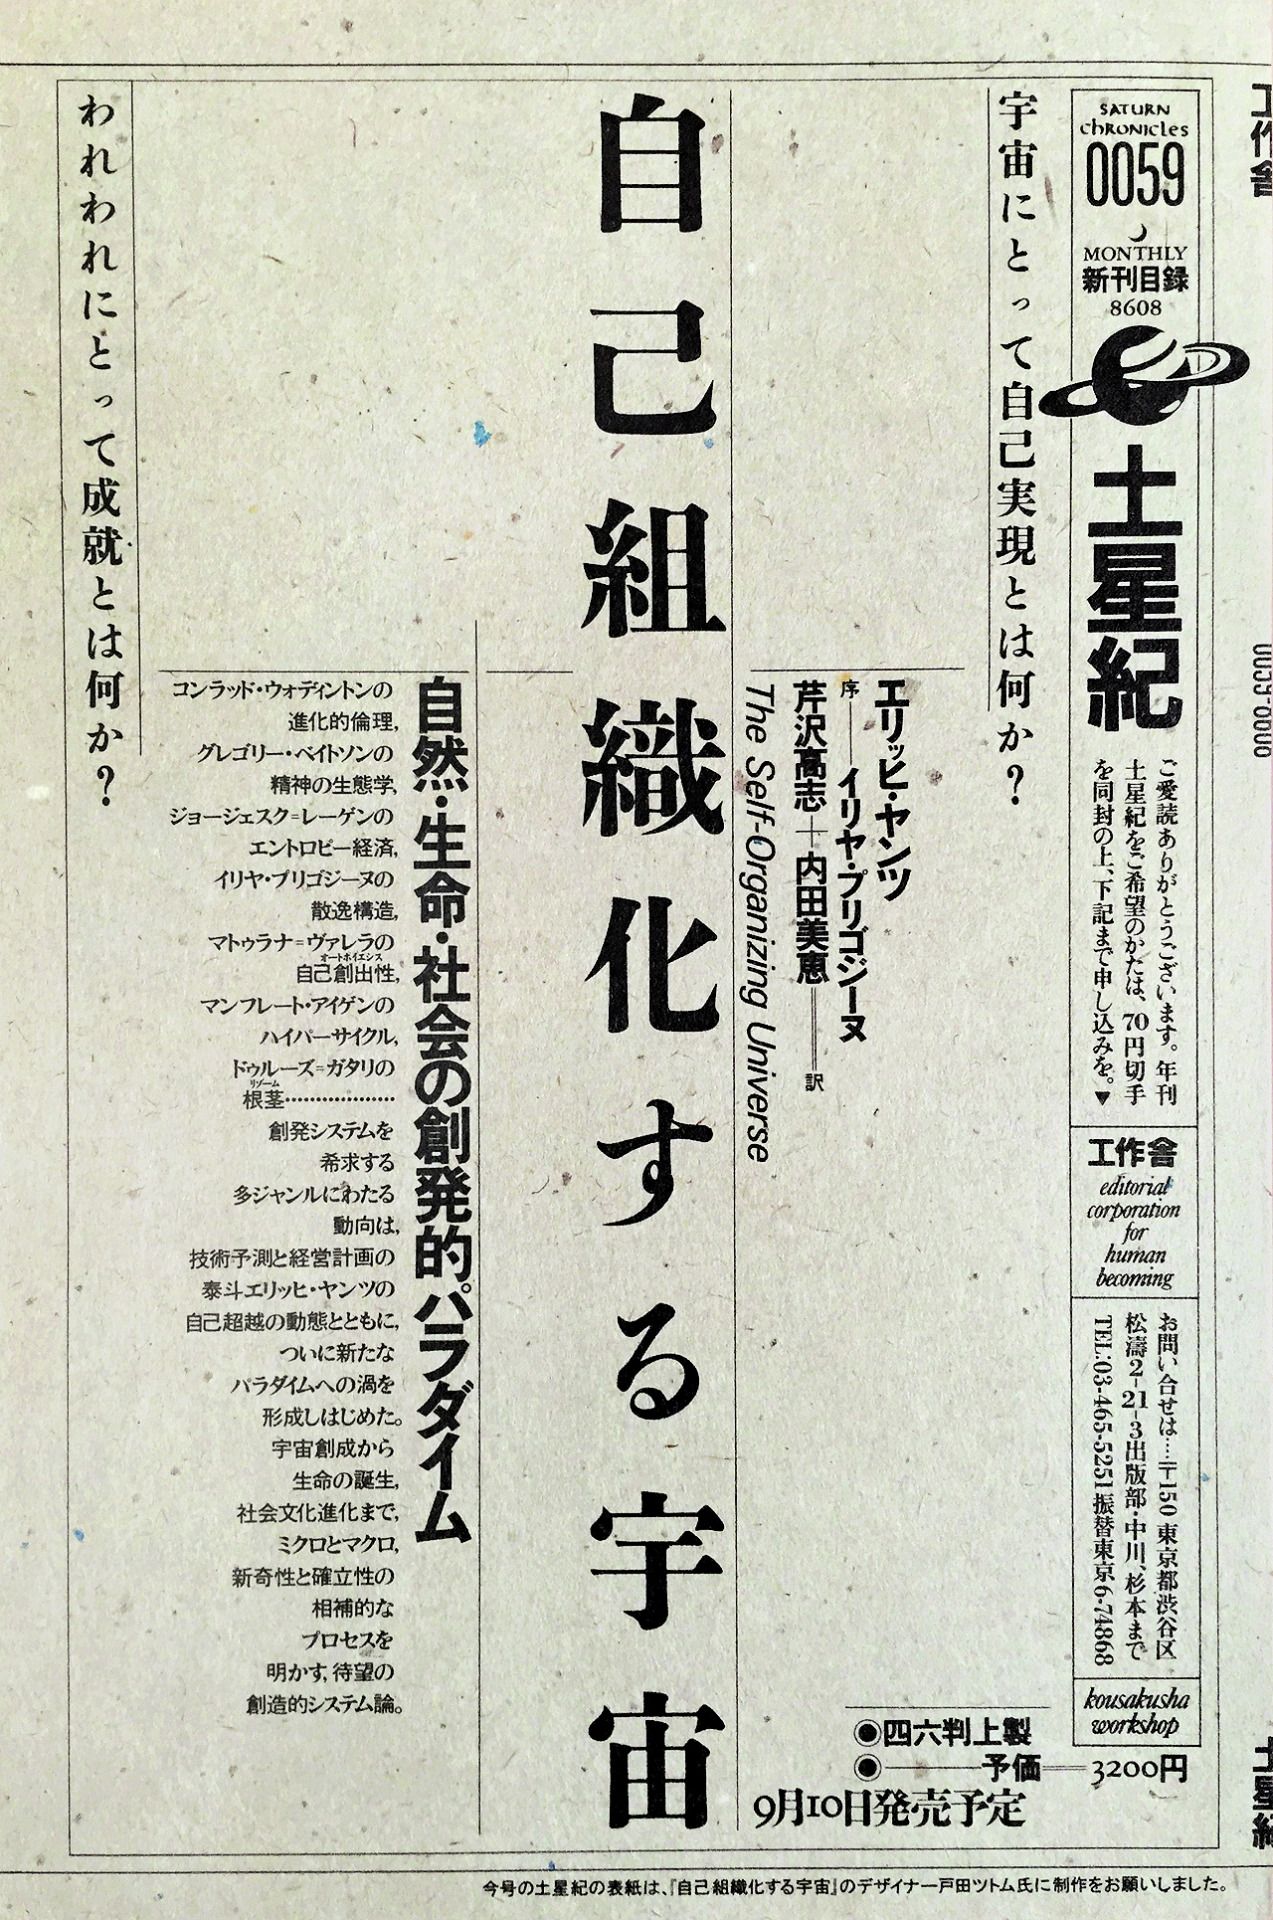 SATURN
chRONicles
0059
MONTHLY
新刊目録
8608
土星紀
ご愛読ありがとうございます。年刊
土星紀をご希望のかたは、70円切手
を同封の上、下記まで申し込みを。▼
工作舎
editorial
corporation
for
human
becoming
お問い合せは…〒150 東京都渋谷区
松濤2-21-3出版部・中川、杉本まで
TEL:03-465-5251振替東京6-74868
kousakusha
workshop
宇宙にとって自己実現とは何か?
エリッヒ・ヤンツ
序——イリヤ・プリゴジーヌ
芹沢高志+内田美恵==訳
The Self-Organizing Universe
自己組織化する宇宙
自然・生命・社会の創発的パラダイム
コンラッド・ウォディントンの
進化的倫理,
グレゴリー・ベイトソンの
精神の生態学,
ジョージェスク=レーゲンの
エントロピー経済,
イリヤ・プリゴジーヌの
散逸構造,
マトゥラナ=ヴァレラの
オートポイエシス
自己創出性,
マンフレート・アイゲンの
ハイパーサイクル,
ドゥルーズ=ガタリの
リゾーム
根茎…………………
創発システムを
希求する
多ジャンルにわたる
動向は,
技術予測と経営計画の
泰斗エリッヒ・ヤンツの
自己超越の動態とともに,
ついに新たな
パラダイムへの渦を
形成しはじめた。
宇宙創成から
生命の誕生,
社会文化進化まで,
ミクロとマクロ,
新奇性と確立性の
相補的な
プロセスを
明かす,待望の
創造的システム論。
われわれにとって成就とは何か?
◉四六判上製
◉——予価==3200円
9月10日発売予定
今号の土星紀の表紙は、『自己組織化する宇宙』のデザイナー戸田ツトム氏に制作をお願いしました。
工作舎
0059-8608
土星紀